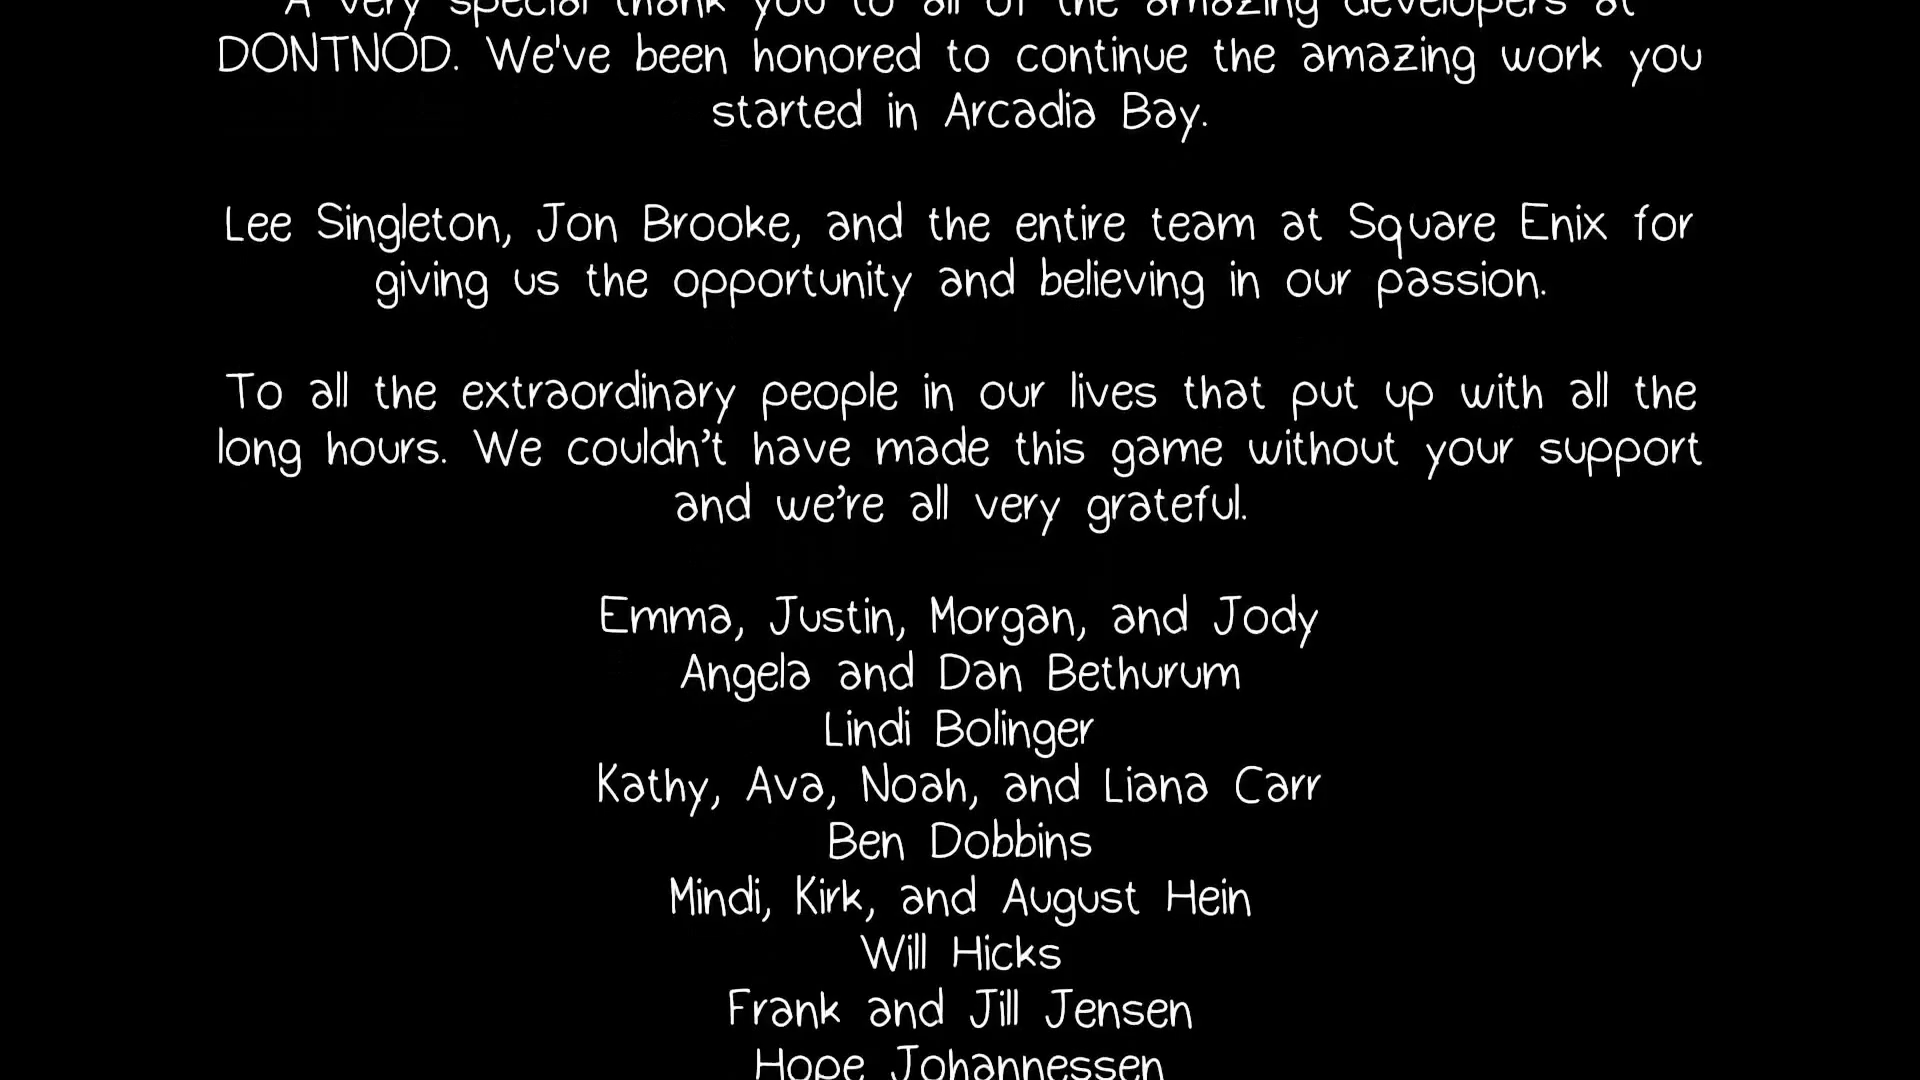 A very special thank you to all of the amazing developers at
DONTNOD. We've been honored to continue the amazing work you
started in Arcadia Bay.
Lee Singleton, Jon Brooke, and the entire team at Square Enix for
giving us the opportunity and believing in our passion.
To all the extraordinary people in our lives that put up with all the
long hours. We couldn’t have made this game without your support
and we’re all very grateful.
Emma, Justin, Morgan, and Jody
Angela and Dan Bethurum
Lindi Bolinger
Kathy, Ava, Noah, and Liana Carr
Ben Dobbins
Mindi, Kirk, and August Hein
Will Hicks
Frank and Jill Jensen
Hope Johannessen